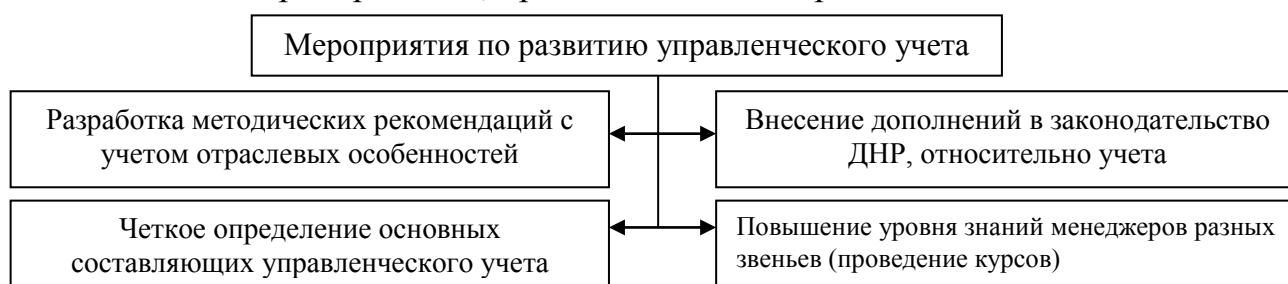 Мероприятия по развитию управленческого учета
Разработка методических рекомендаций с
учетом отраслевых особенностей
Внесение дополнений в законодательство
ДНР, относительно учета
Четкое определение основных
составляющих управленческого учета
Повышение уровня знаний менеджеров разных
звеньев (проведение курсов)